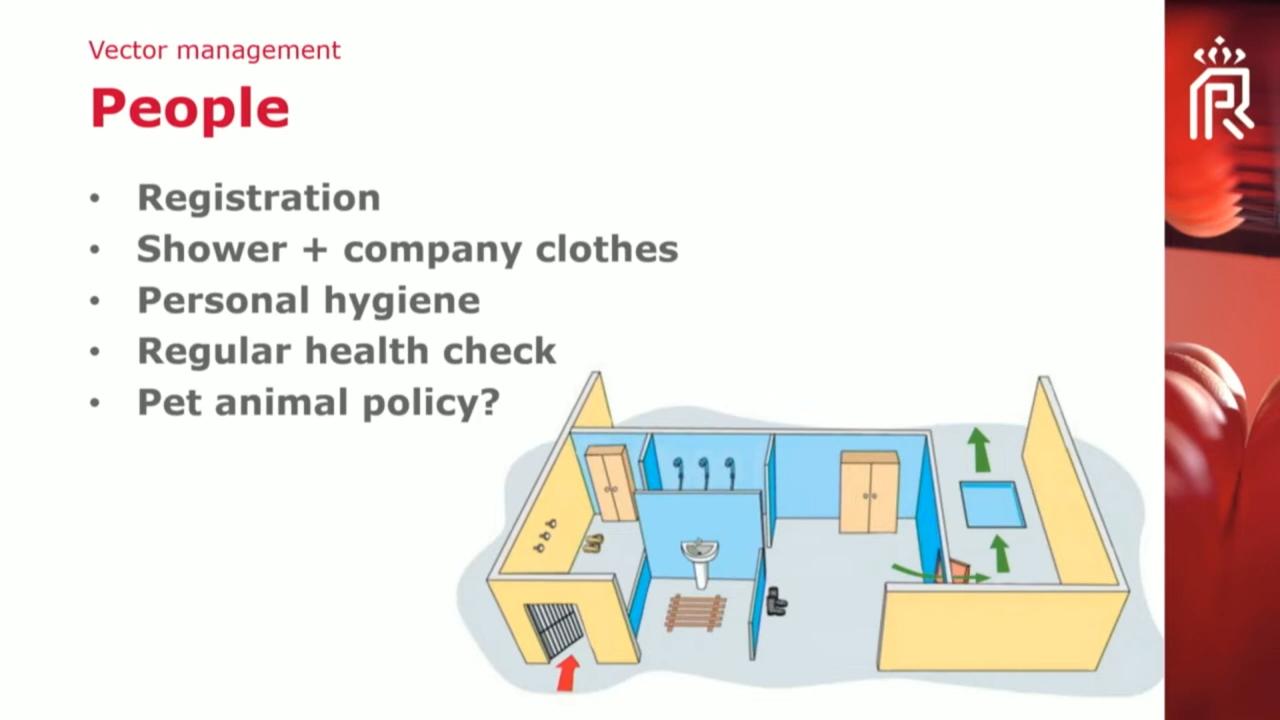 Vector management
People
• Registration
• Shower + company clothes
• Personal hygiene
• Regular health check
• Pet animal policy?